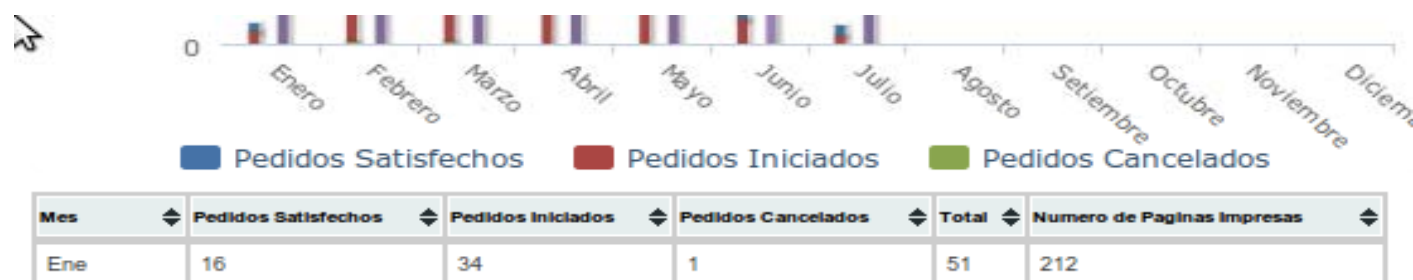 0
Enero Febrero Marzo Abril Mayo Junio Julio Agosto Setiembre Octubre Noviembre
Pedidos Satisfechos Pedidos Iniciados Pedidos Cancelados
Mes Pedidos Satisfechos Pedidos Iniciados Pedidos Cancelados Total Numero de Paginas Impresas
Ene 16 34 1 51 212